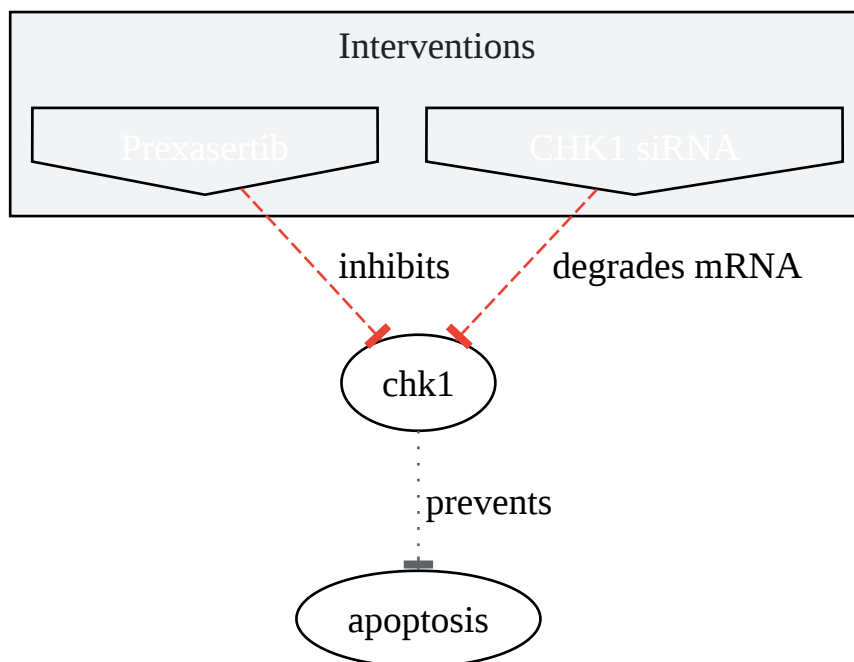 Interventions
Prexasertib
CHK1 siRNA
inhibits
degrades mRNA
chk1
prevents
apoptosis